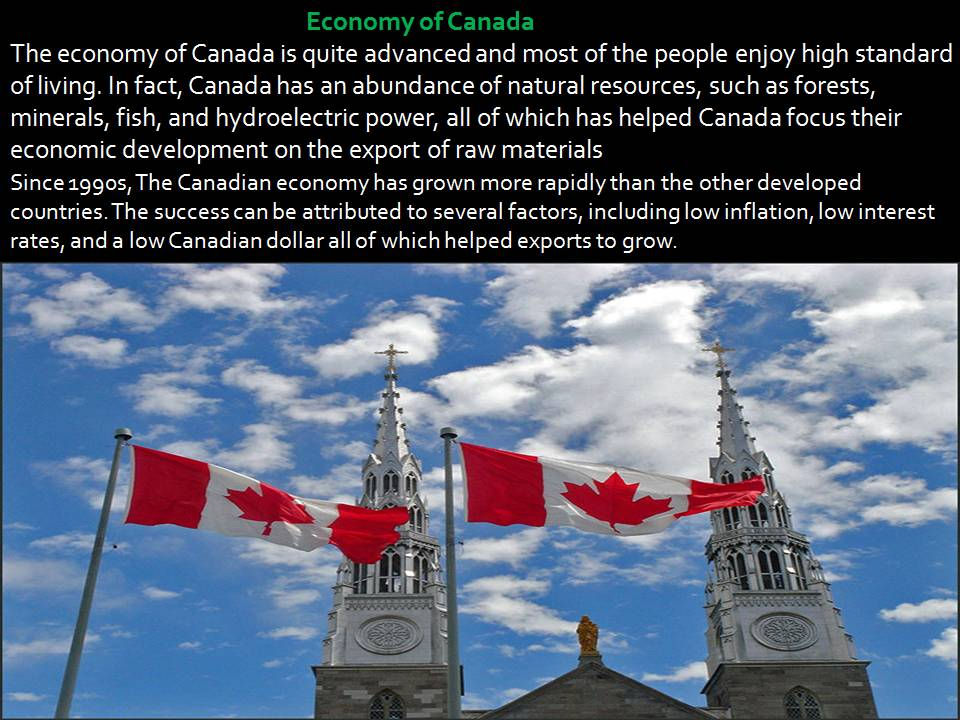 Economy of Canada
The economy of Canada is quite advanced and most of the people enjoy high standard
of living. In fact, Canada has an abundance of natural resources, such as forests,
minerals, fish, and hydroelectric power, all of which has helped Canada focus their
economic development on the export of raw materials
Since 1990s, The Canadian economy has grown more rapidly than the other developed
countries. The success can be attributed to several factors, including low inflation, low interest
rates, and a low Canadian dollar all of which helped exports to grow.